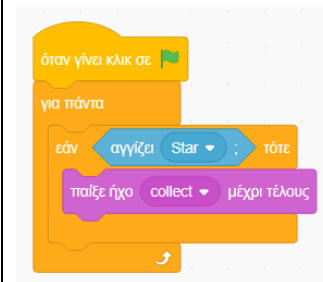 όταν γίνει κλικ σε
για πάντα
εάν αγγίζει Star ; τότε
παίξε ήχο collect μέχρι τέλους